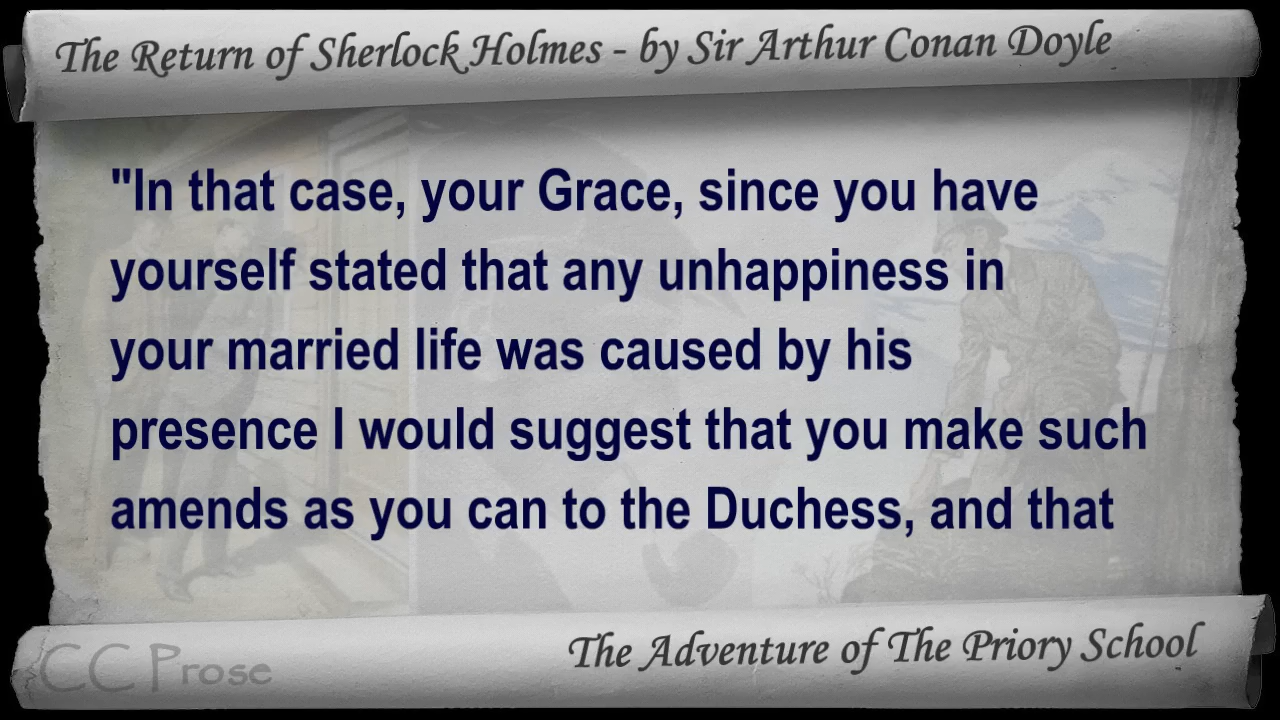 The Return of Sherlock Holmes - by Sir Arthur Conan Doyle
"In that case, your Grace, since you have
yourself stated that any unhappiness in
your married life was caused by his
presence I would suggest that you make such
amends as you can to the Duchess, and that
The Adventure of The Priory School
CC Prose